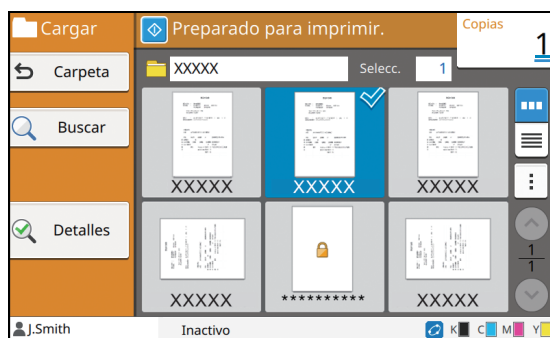 Cargar
Preparado para imprimir.
Copias
1
Carpeta
XXXXX
Selecc. 1
Buscar
XXXXX XXXXX XXXXX
Detalles
1
1
XXXXX ********** XXXXX
J.Smith
Inactivo
K C M Y